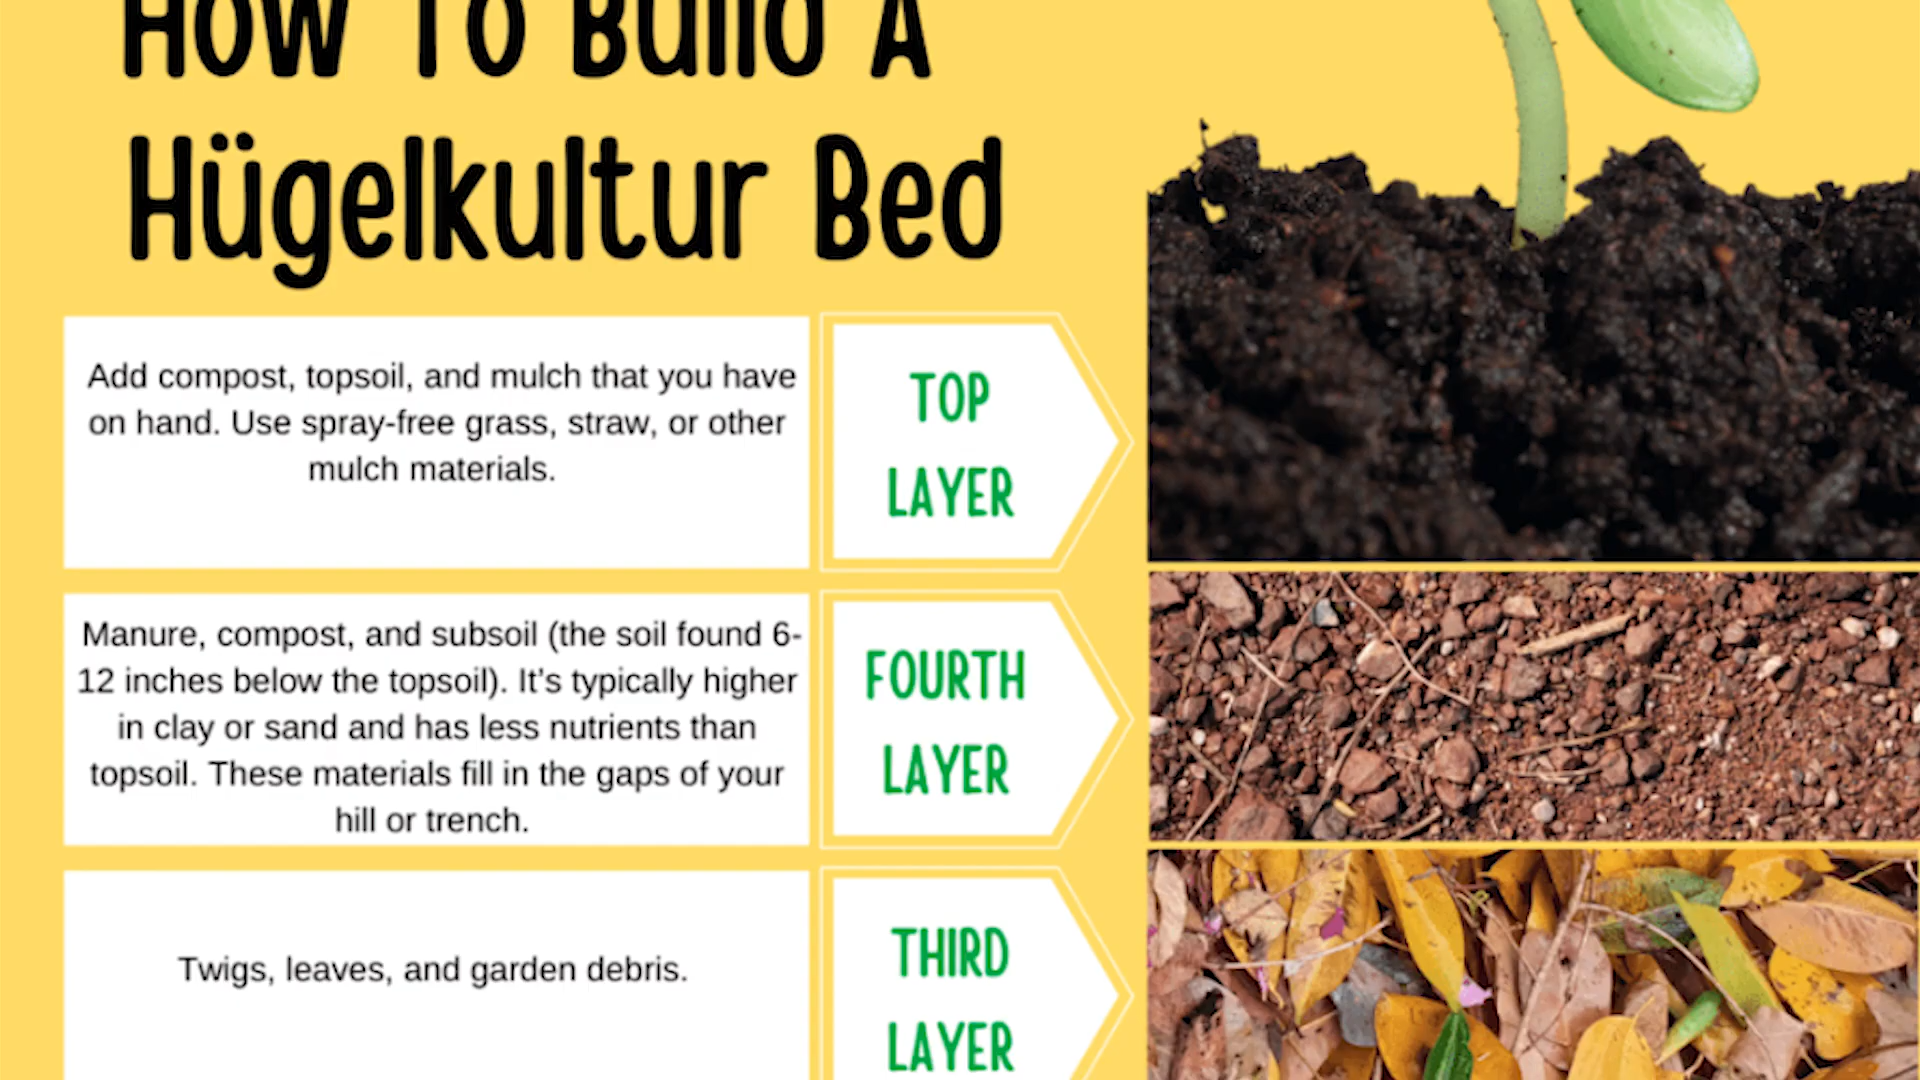 How To Build A
Hügelkultur Bed
Add compost, topsoil, and mulch that you have
on hand. Use spray-free grass, straw, or other
mulch materials.
TOP
LAYER
Manure, compost, and subsoil (the soil found 6-
12 inches below the topsoil). It’s typically higher
in clay or sand and has less nutrients than
topsoil. These materials fill in the gaps of your
hill or trench.
FOURTH
LAYER
Twigs, leaves, and garden debris.
THIRD
LAYER